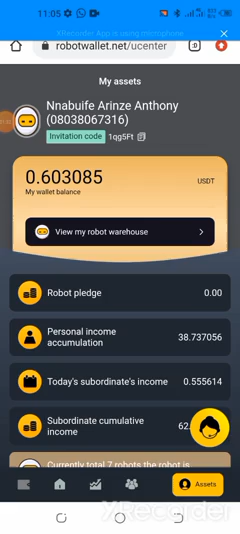 11:05
XRecorder App is using microphone
robotwallet.net/ucenter
My assets
Nnabuife Arinze Anthony
(08038067316)
Invitation code 1qg5Ft
0.603085 USDT
My wallet balance
View my robot warehouse
Robot pledge 0.00
Personal income
accumulation 38.737056
Today's subordinate's income 0.555614
Subordinate cumulative
income 62.
Currently total 7 robots the robot is
Assets
XRecorder